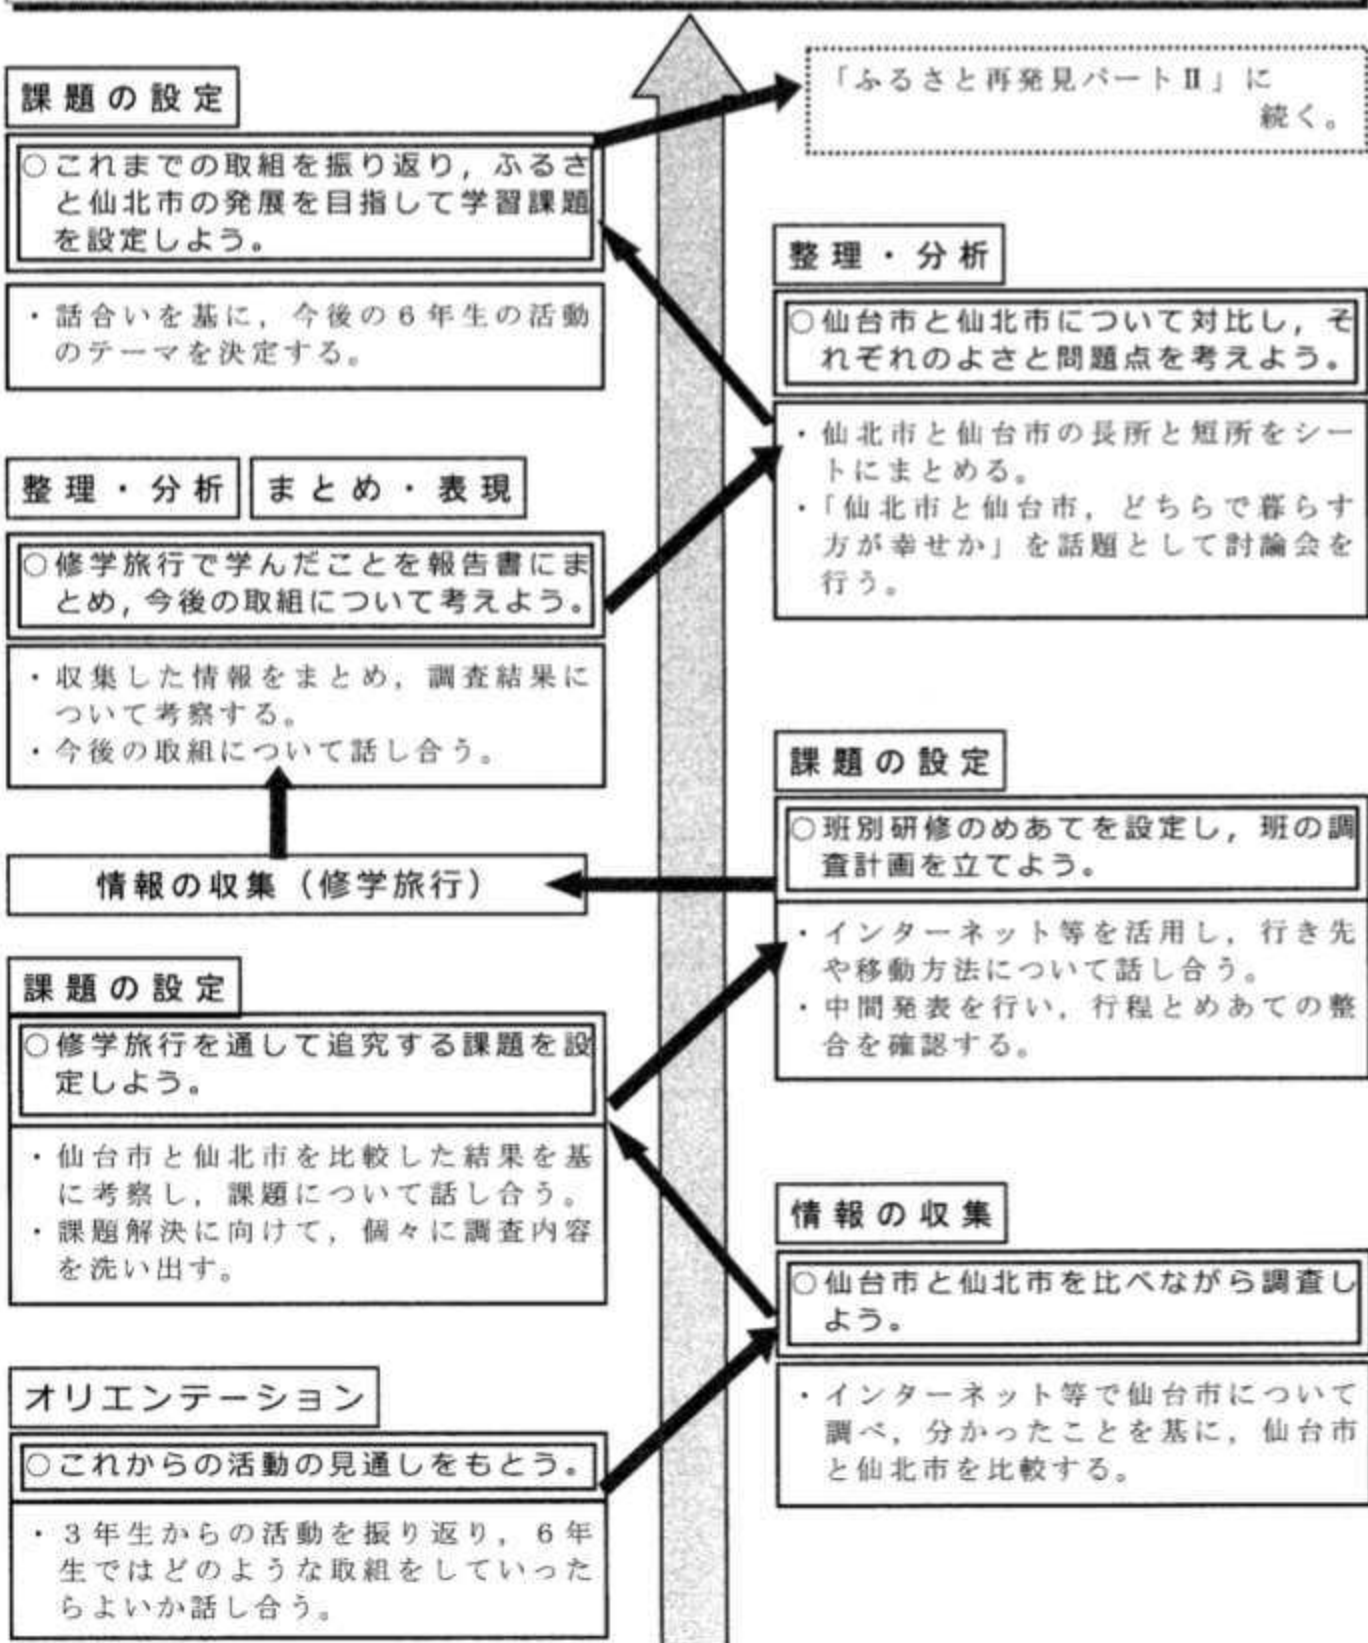 課題の設定
○これまでの取組を振り返り，ふるさ
と仙北市の発展を目指して学習課題
を設定しよう。
・話合いを基に，今後の６年生の活動
のテーマを決定する。
「ふるさと再発見パートⅡ」に
続く。
整理・分析
○仙台市と仙北市について対比し，そ
れぞれのよさと問題点を考えよう。
・仙北市と仙台市の長所と短所をシー
トにまとめる。
・「仙北市と仙台市，どちらで暮らす
方が幸せか」を話題として討論会を
行う。
整理・分析
まとめ・表現
○修学旅行で学んだことを報告書にま
とめ，今後の取組について考えよう。
・収集した情報をまとめ，調査結果に
ついて考察する。
・今後の取組について話し合う。
課題の設定
○班別研修のめあてを設定し，班の調
査計画を立てよう。
・インターネット等を活用し，行き先
や移動方法について話し合う。
・中間発表を行い，行程とめあての整
合を確認する。
情報の収集（修学旅行）
課題の設定
○修学旅行を通して追究する課題を設
定しよう。
・仙台市と仙北市を比較した結果を基
に考察し，課題について話し合う。
・課題解決に向けて，個々に調査内容
を洗い出す。
情報の収集
○仙台市と仙北市を比べながら調査し
よう。
・インターネット等で仙台市について
調べ，分かったことを基に，仙台市
と仙北市を比較する。
オリエンテーション
○これからの活動の見通しをもとう。
・３年生からの活動を振り返り，６年
生ではどのような取組をしていった
らよいか話し合う。